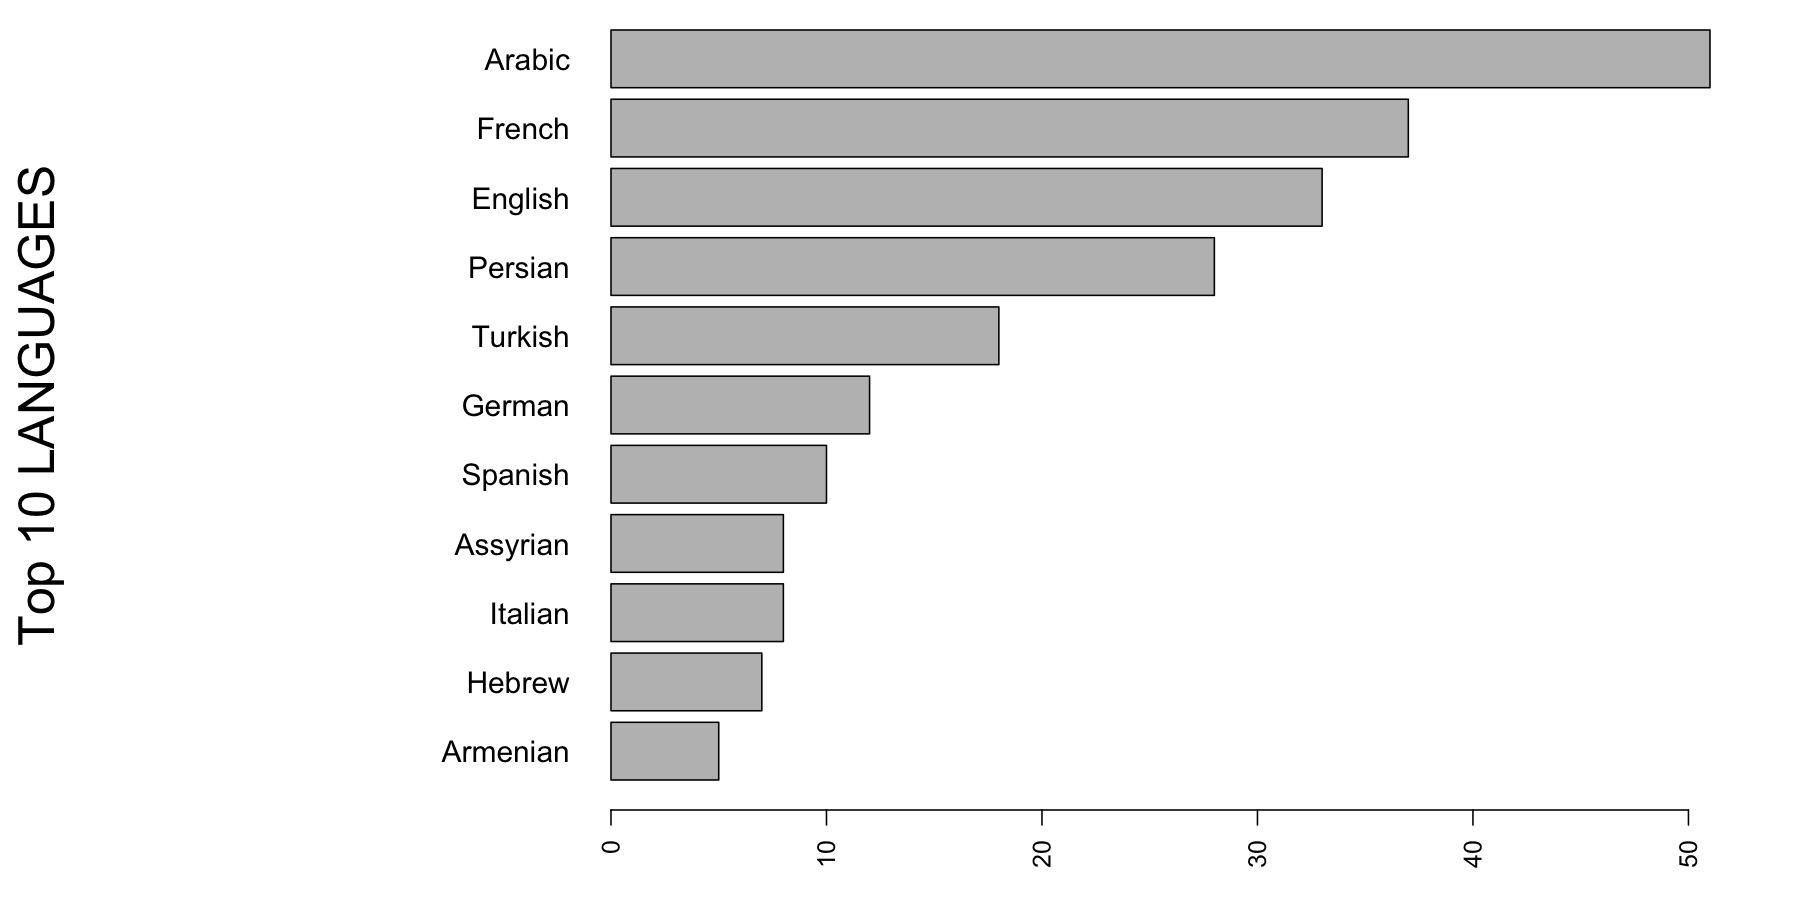 Top 10 LANGUAGES
Arabic
French
English
Persian
Turkish
German
Spanish
Assyrian
Italian
Hebrew
Armenian
0 10 20 30 40 50